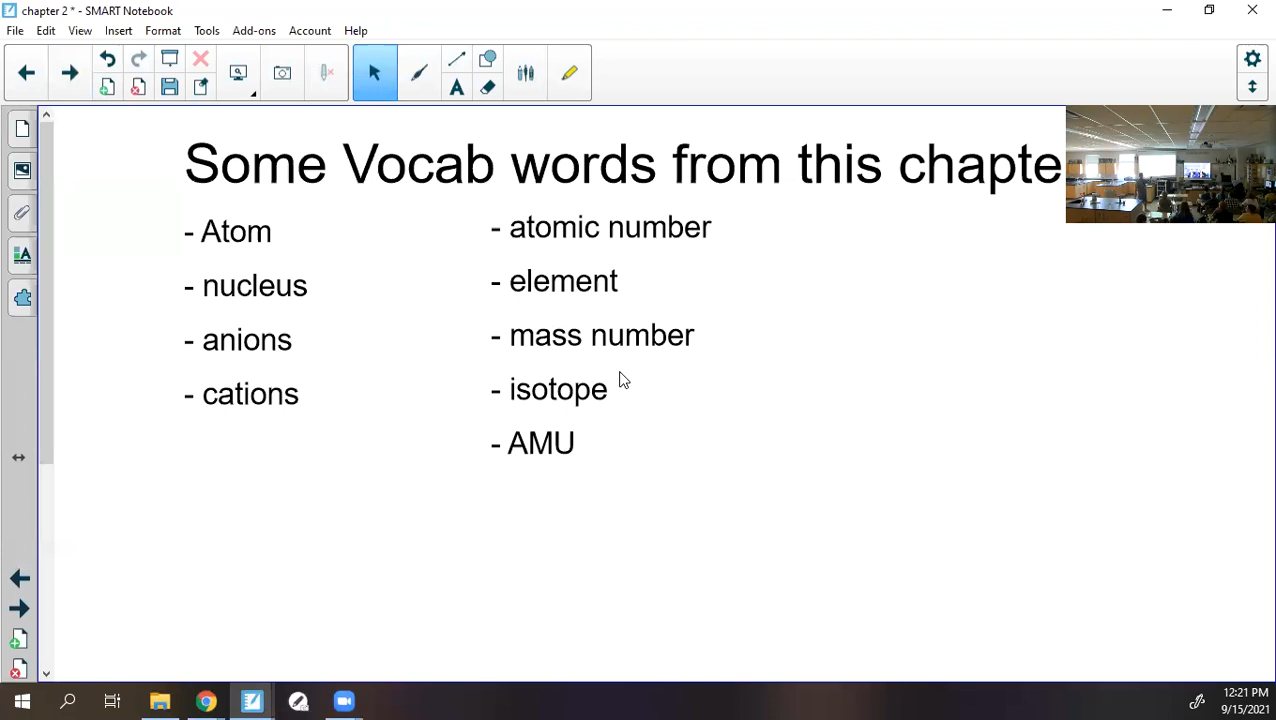 chapter 2 * - SMART Notebook
File Edit View Insert Format Tools Add-ons Account Help
Some Vocab words from this chapte
- Atom
- nucleus
- anions
- cations
- atomic number
- element
- mass number
- isotope
- AMU
12:21 PM
9/15/2021